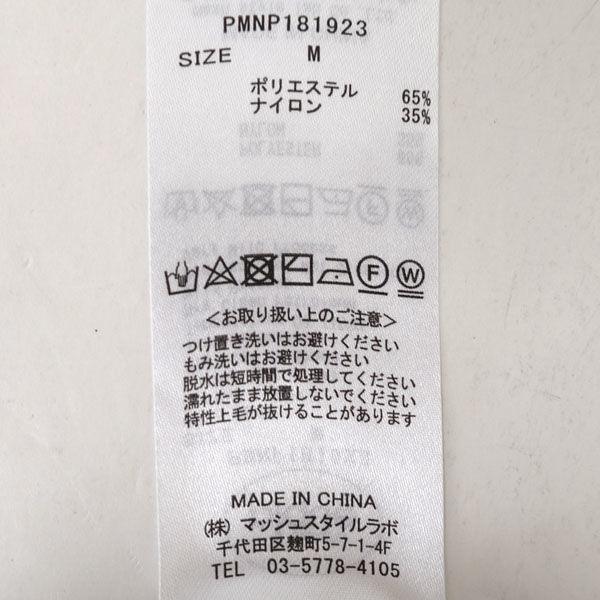 PMNP181923
SIZE M
ポリエステル 65%
ナイロン 35%
F W
<お取り扱い上のご注意>
つけ置き洗いはお避けください
もみ洗いはお避けください
脱水は短時間で処理してください
濡れたまま放置しないでください
特性上毛が抜けることがあります
MADE IN CHINA
(株) マッシュスタイルラボ
千代田区麹町5-7-1-4F
TEL 03-5778-4105